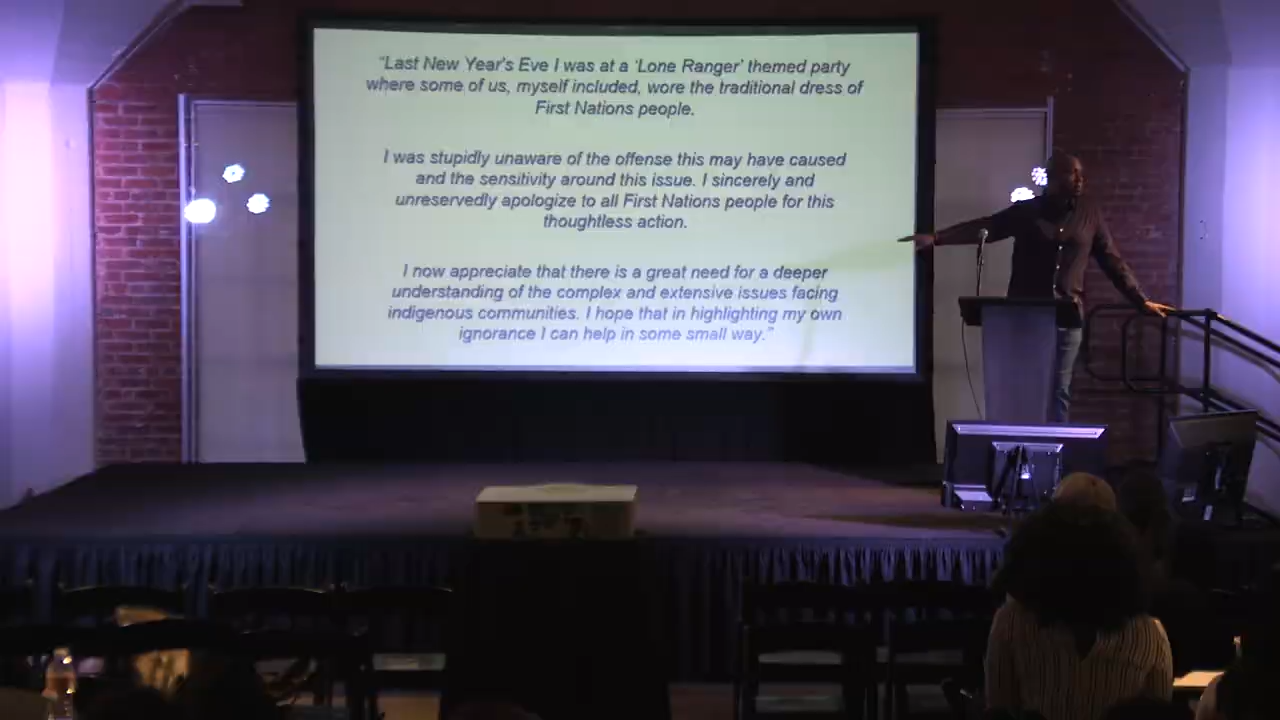 “Last New Year's Eve I was at a ‘Lone Ranger’ themed party
where some of us, myself included, wore the traditional dress of
First Nations people.
I was stupidly unaware of the offense this may have caused
and the sensitivity around this issue. I sincerely and
unreservedly apologize to all First Nations people for this
thoughtless action.
I now appreciate that there is a great need for a deeper
understanding of the complex and extensive issues facing
indigenous communities. I hope that in highlighting my own
ignorance I can help in some small way.”